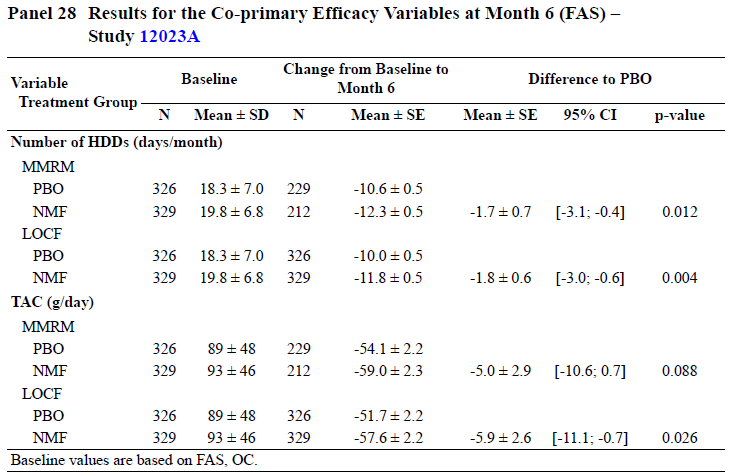 Panel 28 Results for the Co-primary Efficacy Variables at Month 6 (FAS) –
Study 12023A
Variable Treatment Group Baseline Change from Baseline to Month 6 Difference to PBO
N Mean ± SD N Mean ± SE Mean ± SE 95% CI p-value
Number of HDDs (days/month)
MMRM
PBO 326 18.3 ± 7.0 229 -10.6 ± 0.5
NMF 329 19.8 ± 6.8 212 -12.3 ± 0.5 -1.7 ± 0.7 [-3.1; -0.4] 0.012
LOCF
PBO 326 18.3 ± 7.0 326 -10.0 ± 0.5
NMF 329 19.8 ± 6.8 329 -11.8 ± 0.5 -1.8 ± 0.6 [-3.0; -0.6] 0.004
TAC (g/day)
MMRM
PBO 326 89 ± 48 229 -54.1 ± 2.2
NMF 329 93 ± 46 212 -59.0 ± 2.3 -5.0 ± 2.9 [-10.6; 0.7] 0.088
LOCF
PBO 326 89 ± 48 326 -51.7 ± 2.2
NMF 329 93 ± 46 329 -57.6 ± 2.2 -5.9 ± 2.6 [-11.1; -0.7] 0.026
Baseline values are based on FAS, OC.